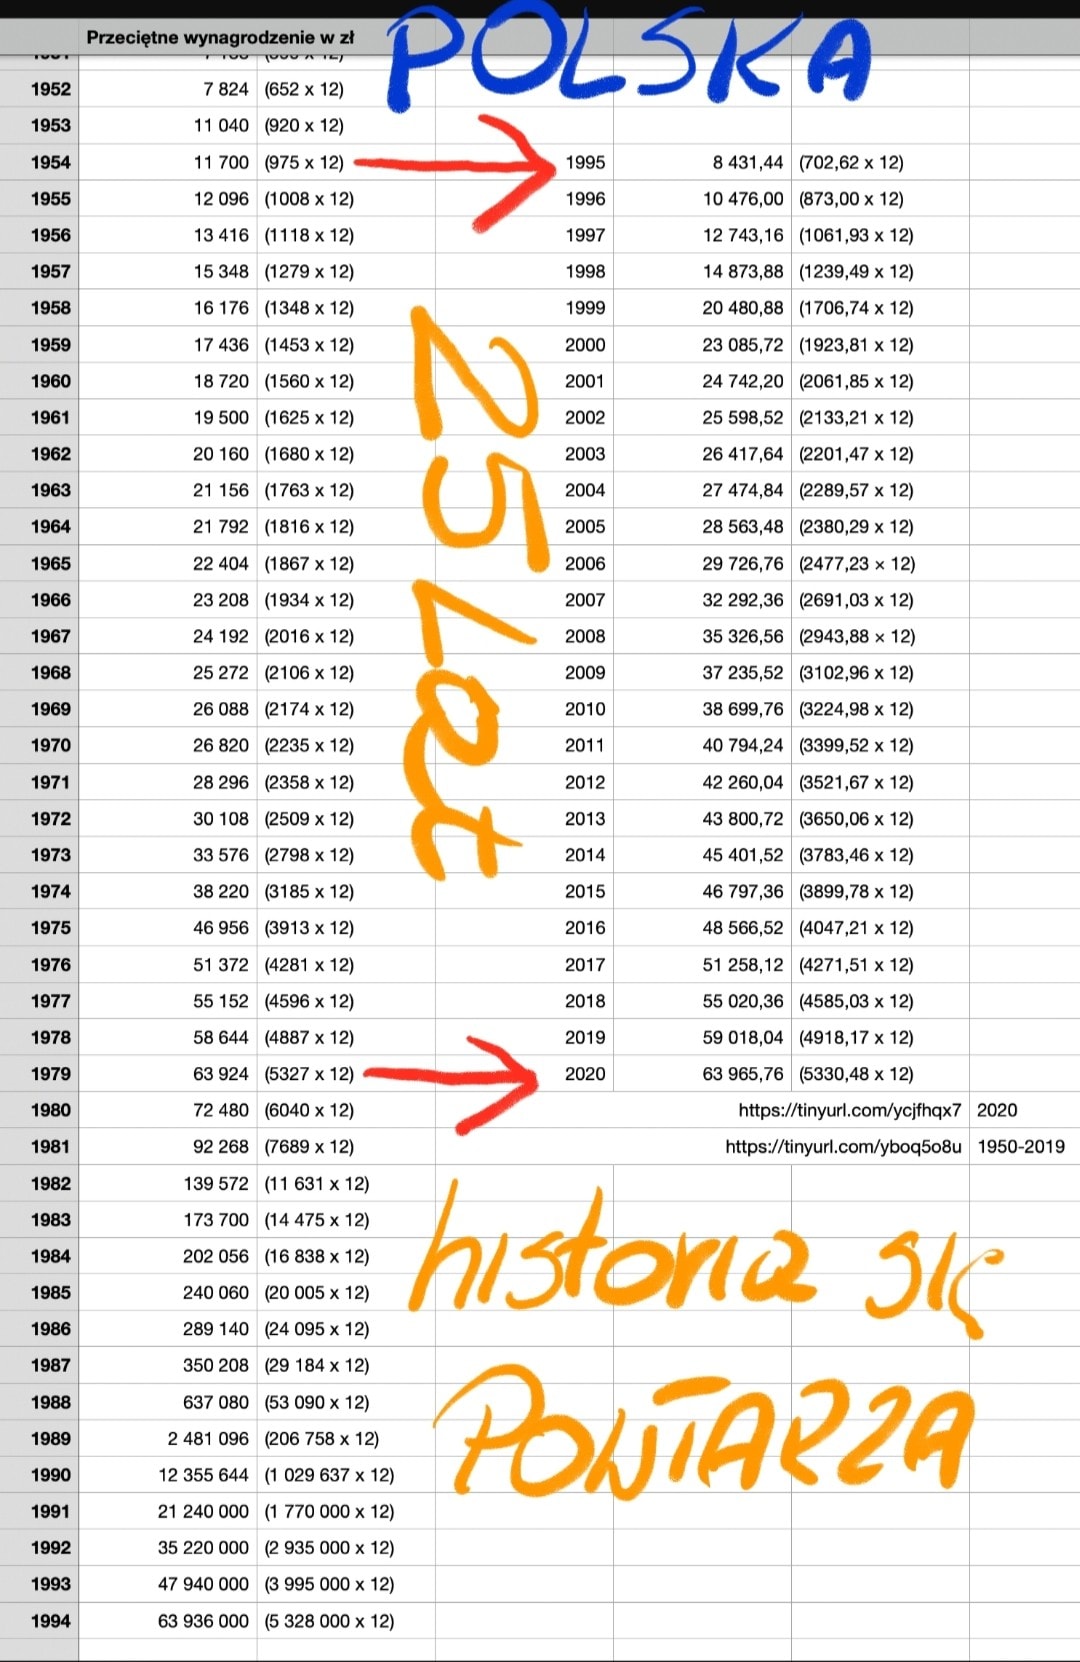 Przeciętne wynagrodzenie w zł POLSKA
1952 7 824 (652 x 12)
1953 11 040 (920 x 12)
1954 11 700 (975 x 12) 1995 8 431,44 (702,62 x 12)
1955 12 096 (1008 x 12) 1996 10 476,00 (873,00 x 12)
1956 13 416 (1118 x 12) 1997 12 743,16 (1061,93 x 12)
1957 15 348 (1279 x 12) 1998 14 873,88 (1239,49 x 12)
1958 16 176 (1348 x 12) 1999 20 480,88 (1706,74 x 12)
1959 17 436 (1453 x 12) 2000 23 085,72 (1923,81 x 12)
1960 18 720 (1560 x 12) 2001 24 742,20 (2061,85 x 12)
1961 19 500 (1625 x 12) 2002 25 598,52 (2133,21 x 12)
1962 20 160 (1680 x 12) 2003 26 417,64 (2201,47 x 12)
1963 21 156 (1763 x 12) 2004 27 474,84 (2289,57 x 12)
1964 21 792 (1816 x 12) 2005 28 563,48 (2380,29 x 12)
1965 22 404 (1867 x 12) 2006 29 726,76 (2477,23 × 12)
1966 23 208 (1934 x 12) 2007 32 292,36 (2691,03 x 12)
1967 24 192 (2016 x 12) 2008 35 326,56 (2943,88 × 12)
1968 25 272 (2106 x 12) 2009 37 235,52 (3102,96 x 12)
1969 26 088 (2174 x 12) 2010 38 699,76 (3224,98 x 12)
1970 26 820 (2235 x 12) 2011 40 794,24 (3399,52 x 12)
1971 28 296 (2358 x 12) 2012 42 260,04 (3521,67 x 12)
1972 30 108 (2509 x 12) 2013 43 800,72 (3650,06 x 12)
1973 33 576 (2798 x 12) 2014 45 401,52 (3783,46 x 12)
1974 38 220 (3185 x 12) 2015 46 797,36 (3899,78 x 12)
1975 46 956 (3913 x 12) 2016 48 566,52 (4047,21 x 12)
1976 51 372 (4281 x 12) 2017 51 258,12 (4271,51 x 12)
1977 55 152 (4596 x 12) 2018 55 020,36 (4585,03 x 12)
1978 58 644 (4887 x 12) 2019 59 018,04 (4918,17 x 12)
1979 63 924 (5327 x 12) 2020 63 965,76 (5330,48 x 12)
1980 72 480 (6040 x 12) https://tinyurl.com/ycjfhqx7 2020
1981 92 268 (7689 x 12) https://tinyurl.com/yboq5o8u 1950-2019
1982 139 572 (11 631 x 12)
1983 173 700 (14 475 x 12)
1984 202 056 (16 838 x 12)
1985 240 060 (20 005 x 12)
1986 289 140 (24 095 x 12)
1987 350 208 (29 184 x 12)
1988 637 080 (53 090 x 12)
1989 2 481 096 (206 758 x 12)
1990 12 355 644 (1 029 637 x 12)
1991 21 240 000 (1 770 000 x 12)
1992 35 220 000 (2 935 000 x 12)
1993 47 940 000 (3 995 000 x 12)
1994 63 936 000 (5 328 000 x 12)
25 Lat
historia się
POWTARZA